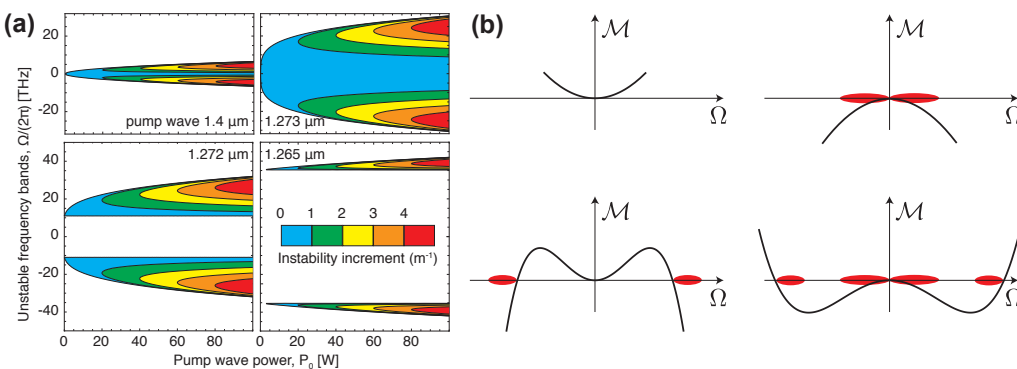 (a)
(b)
Unstable frequency bands, Ω/(2π) [THz]
20
10
0
-10
-20
pump wave 1.4 μm
1.273 μm
1.272 μm
1.265 μm
40
20
0
-20
-40
0 1 2 3 4
Instability increment (m⁻¹)
0 20 40 60 80
0 20 40 60 80
Pump wave power, P₀ [W]
ℳ
Ω
ℳ
Ω
ℳ
Ω
ℳ
Ω